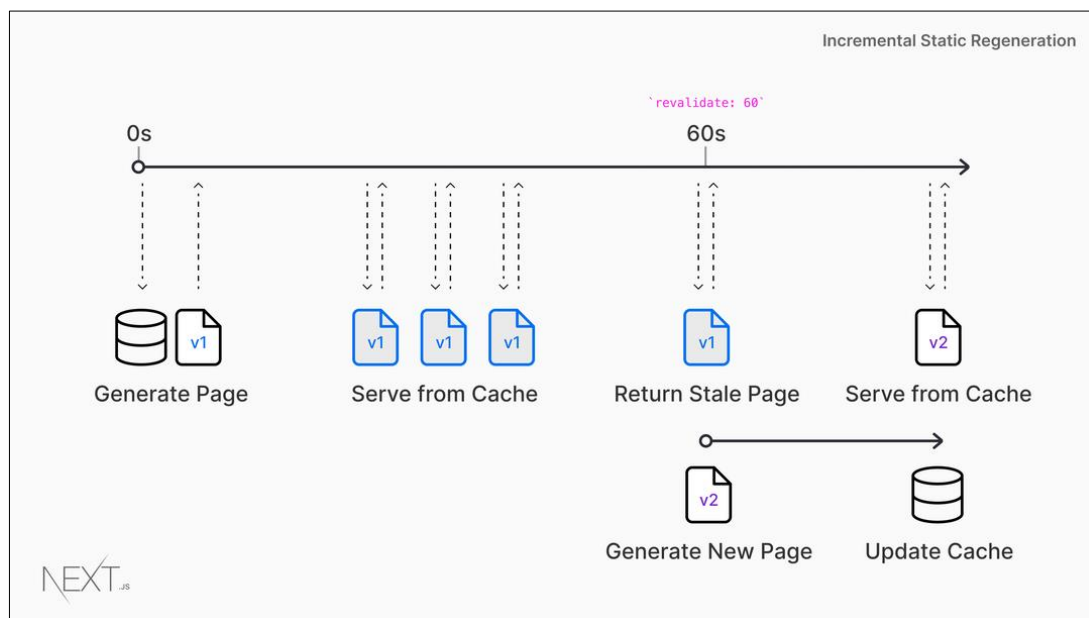 Incremental Static Regeneration
`revalidate: 60`
0s
60s
v1
v1
v1
v1
v1
v2
Generate Page
Serve from Cache
Return Stale Page
Serve from Cache
v2
Generate New Page
Update Cache
NEXT.JS